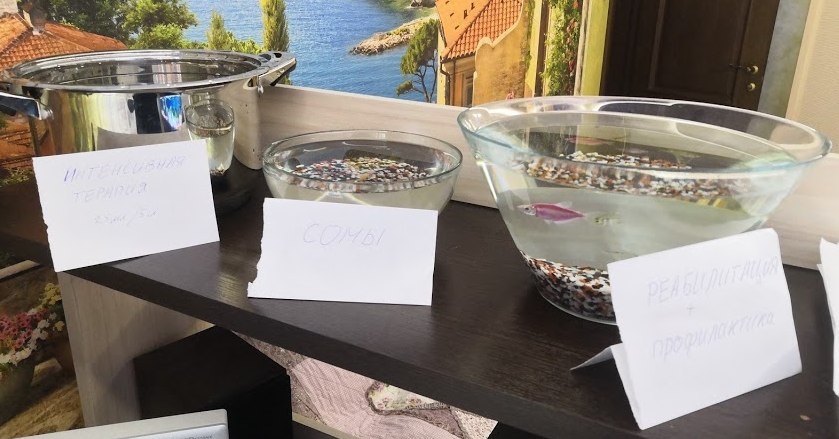 ИНТЕНСИВНАЯ
ТЕРАПИЯ
СОМЫ
РЕАБИЛИТАЦИЯ
+
профилактика